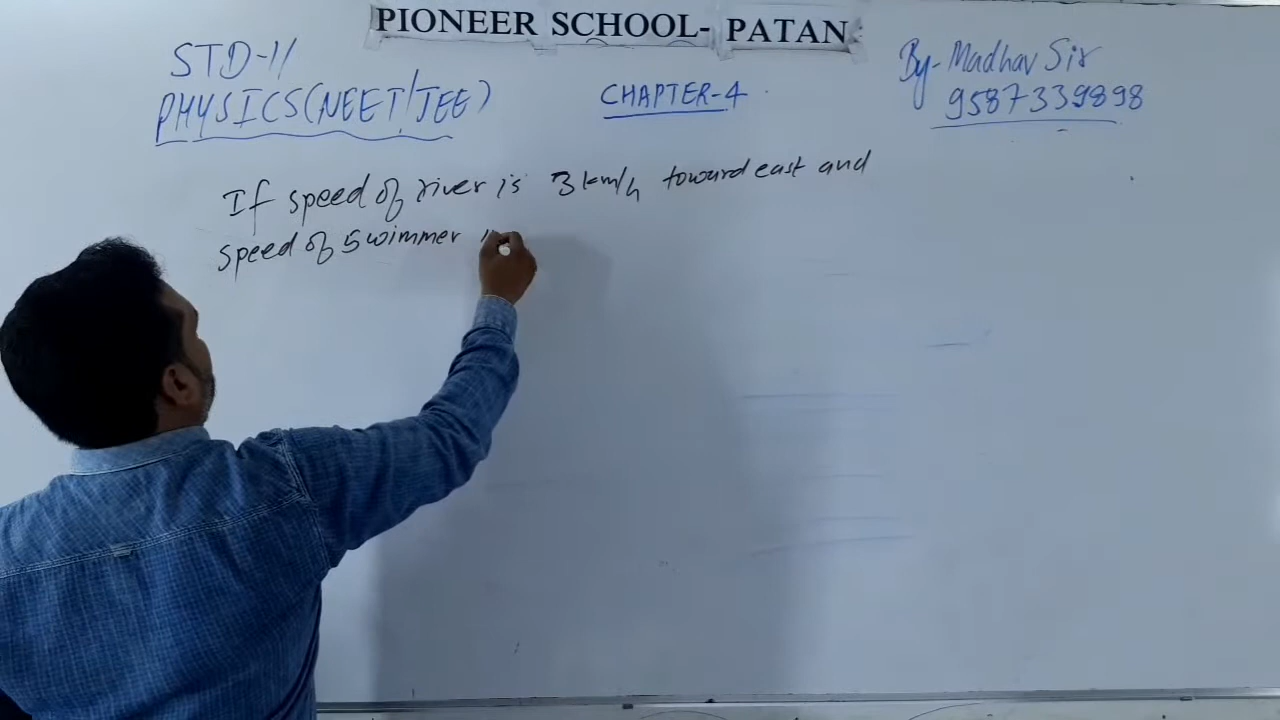 PIONEER SCHOOL- PATAN
STD-11
PHYSICS(NEET/JEE)
CHAPTER-4
By- Madhav Sir
9587339898
If speed of river is 3 km/h toward east and
speed of swimmer